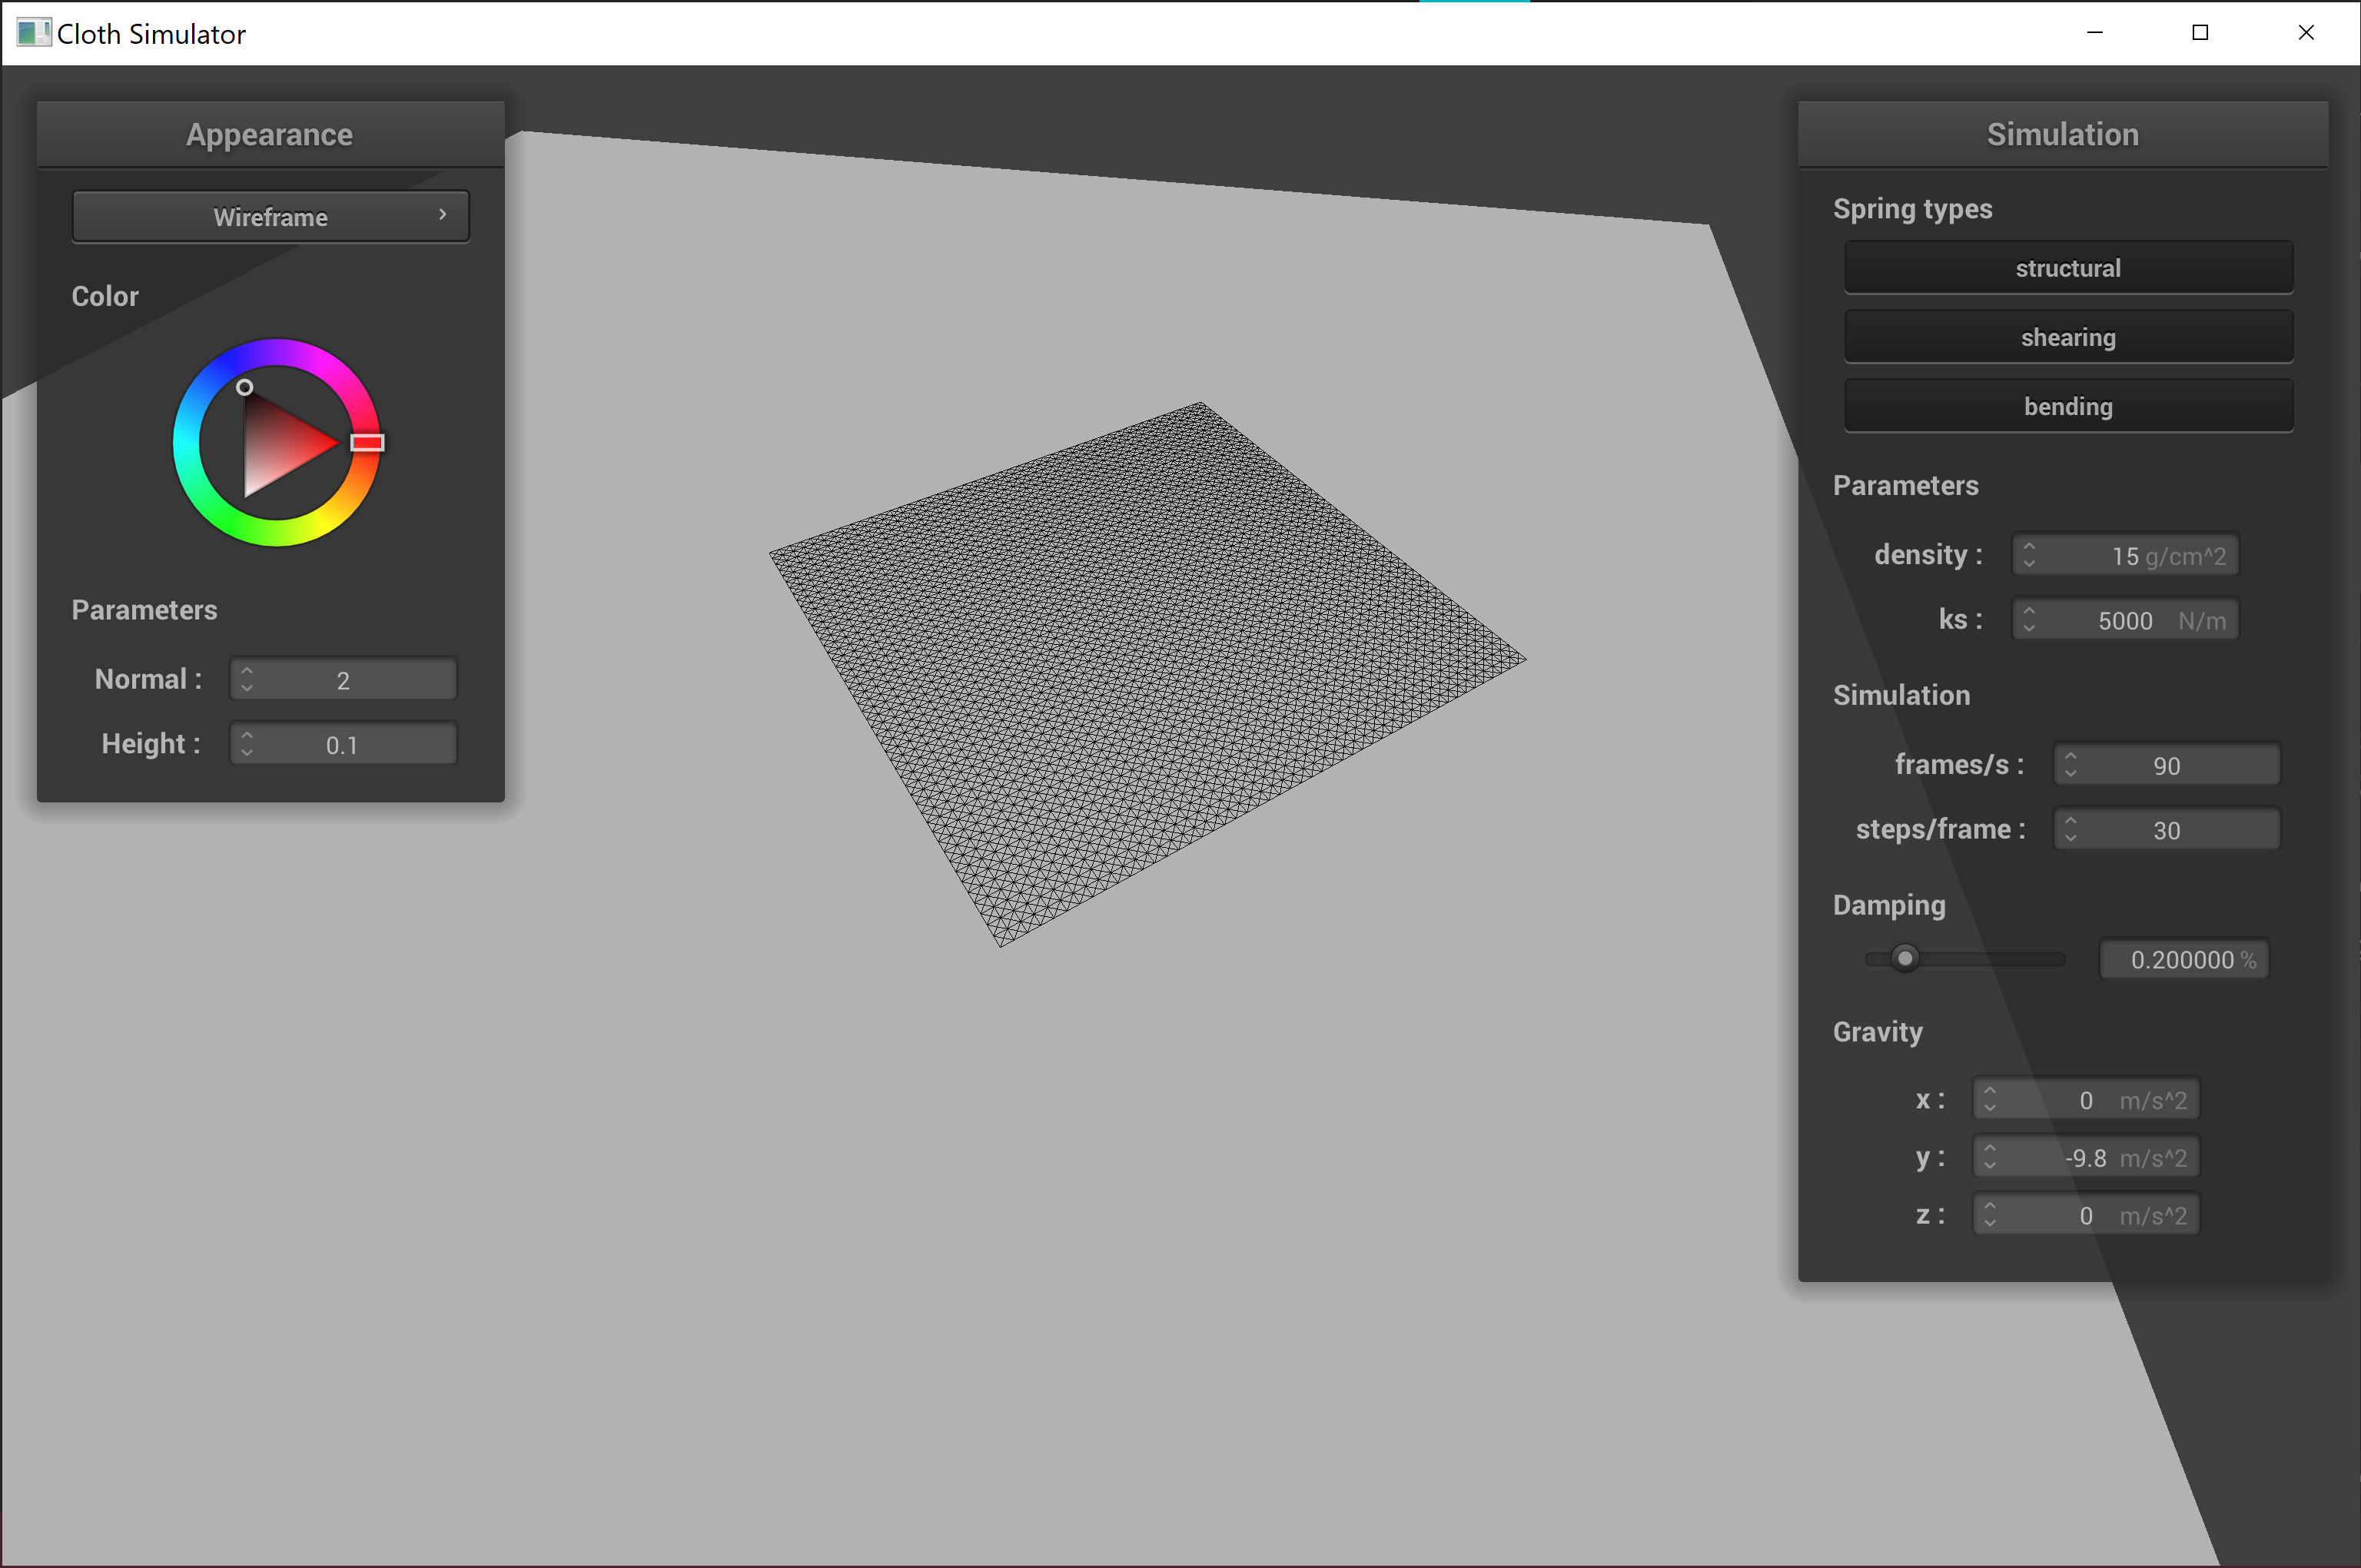 Cloth Simulator
Appearance
Wireframe
Color
Parameters
Normal : 2
Height : 0.1
Simulation
Spring types
structural
shearing
bending
Parameters
density : 15 g/cm^2
ks : 5000 N/m
Simulation
frames/s : 90
steps/frame : 30
Damping
0.200000 %
Gravity
x : 0 m/s^2
y : -9.8 m/s^2
z : 0 m/s^2